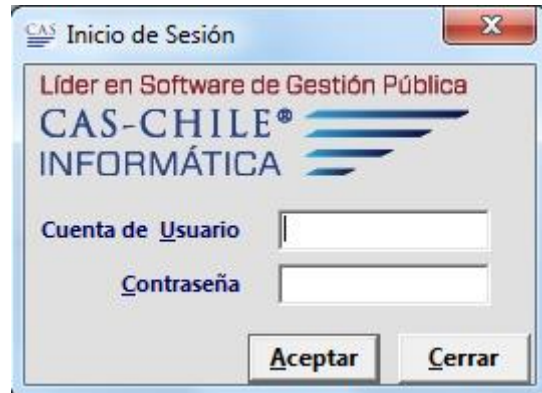 CAS Inicio de Sesión
Líder en Software de Gestión Pública
CAS-CHILE®
INFORMÁTICA
Cuenta de Usuario
Contraseña
Aceptar Cerrar